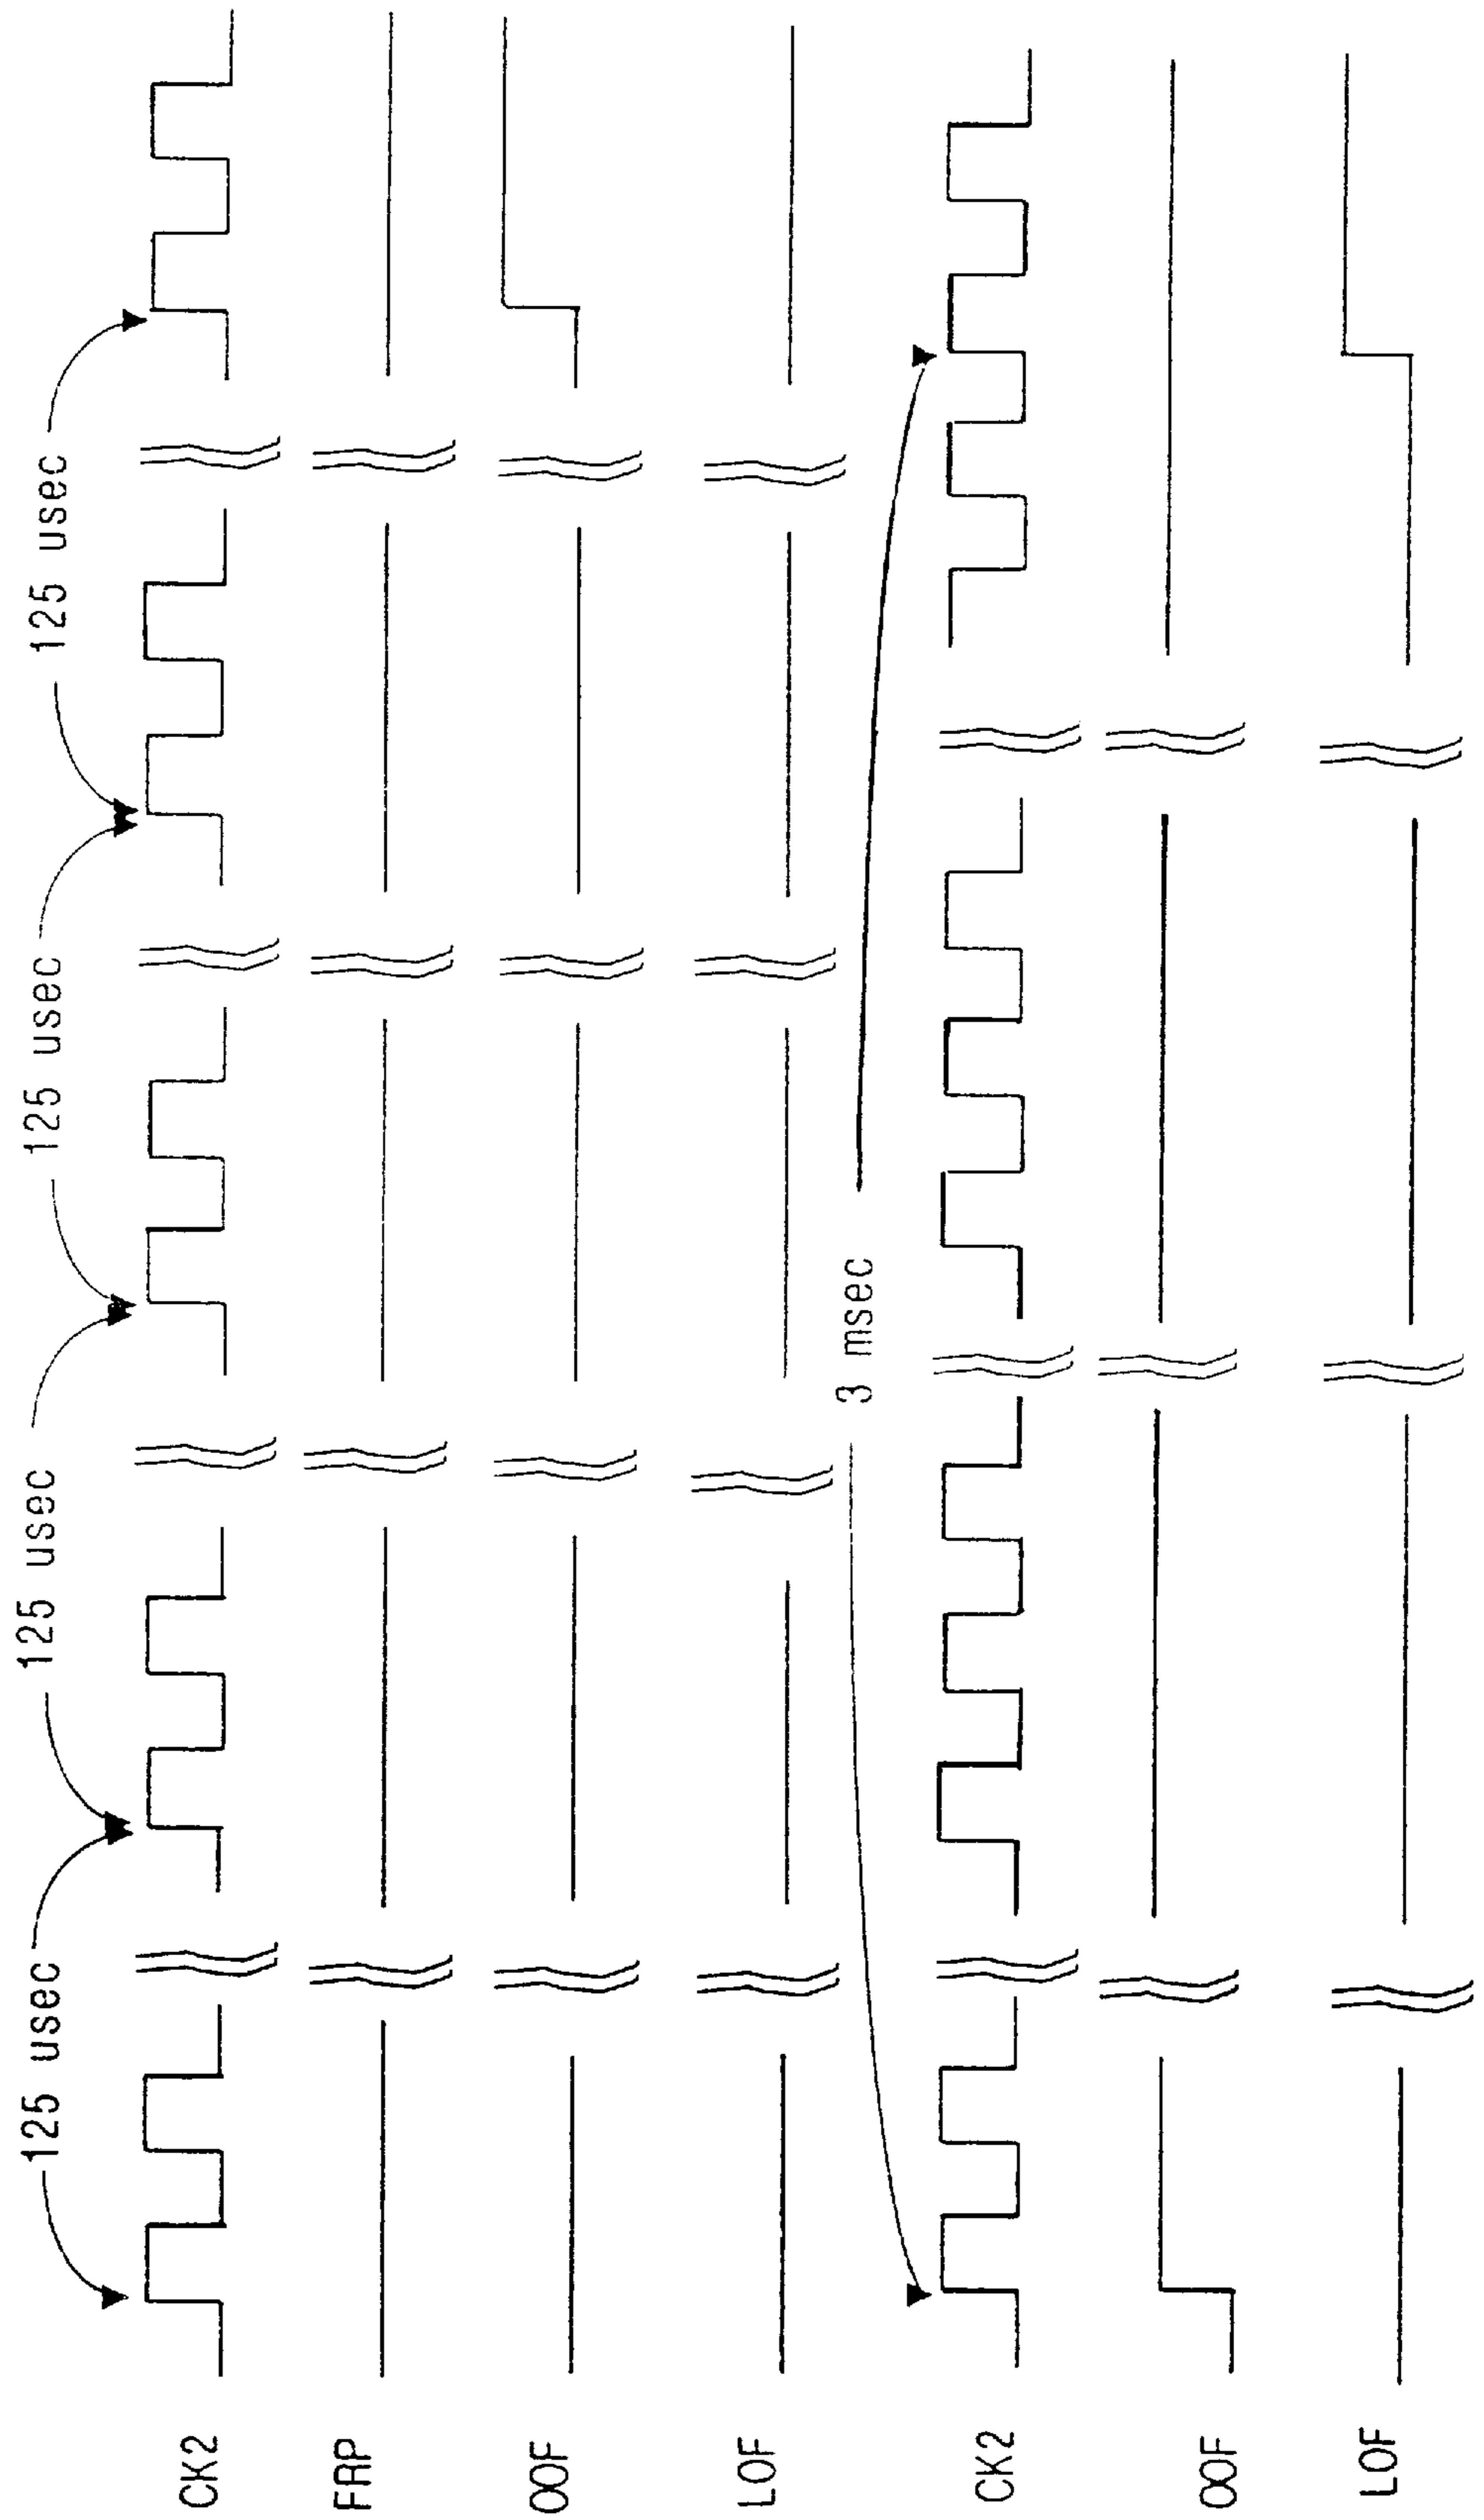 125 usec 125 usec 125 usec 125 usec
CK2
FRP
OOF
LOF
3 msec
CK2
OOF
LOF